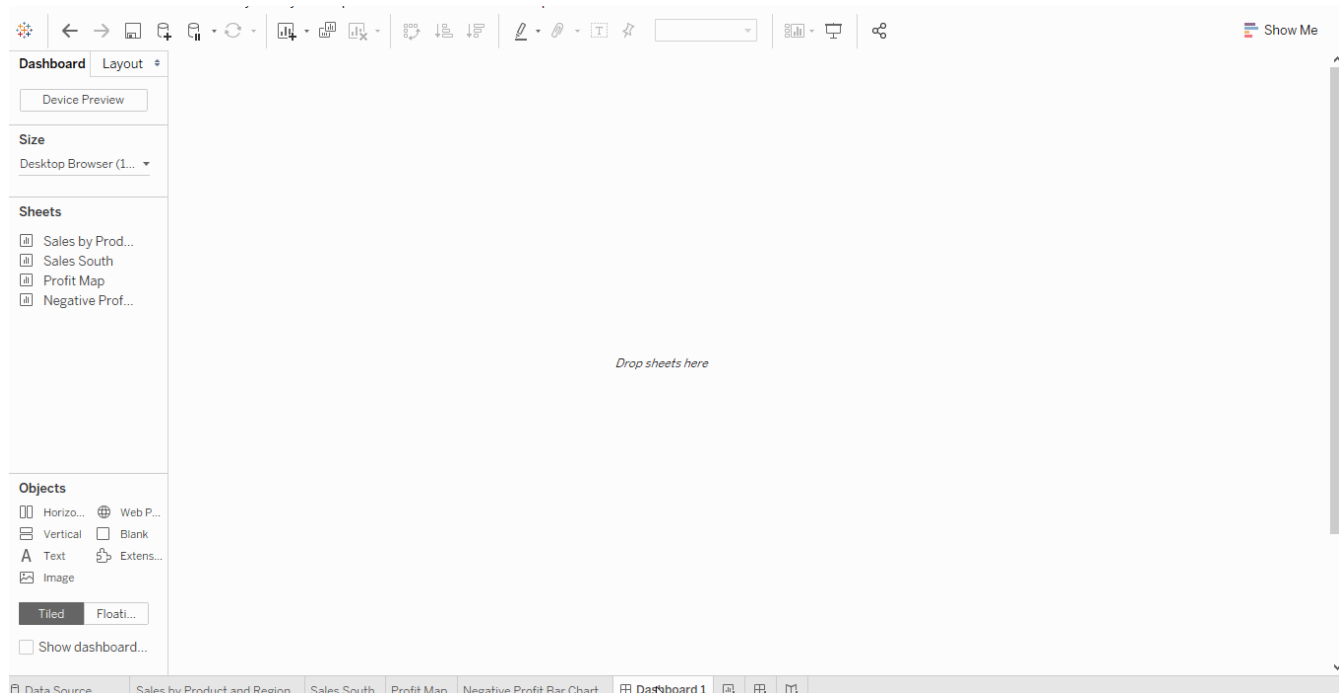 Show Me
Dashboard Layout
Device Preview
Size
Desktop Browser (1...
Sheets
Sales by Prod...
Sales South
Profit Map
Negative Prof...
Drop sheets here
Objects
Horizo... Web P...
Vertical Blank
A Text Extens...
Image
Tiled Floati...
Show dashboard...
Data Source Sales by Product and Region Sales South Profit Map Negative Profit Bar Chart Dashboard 1